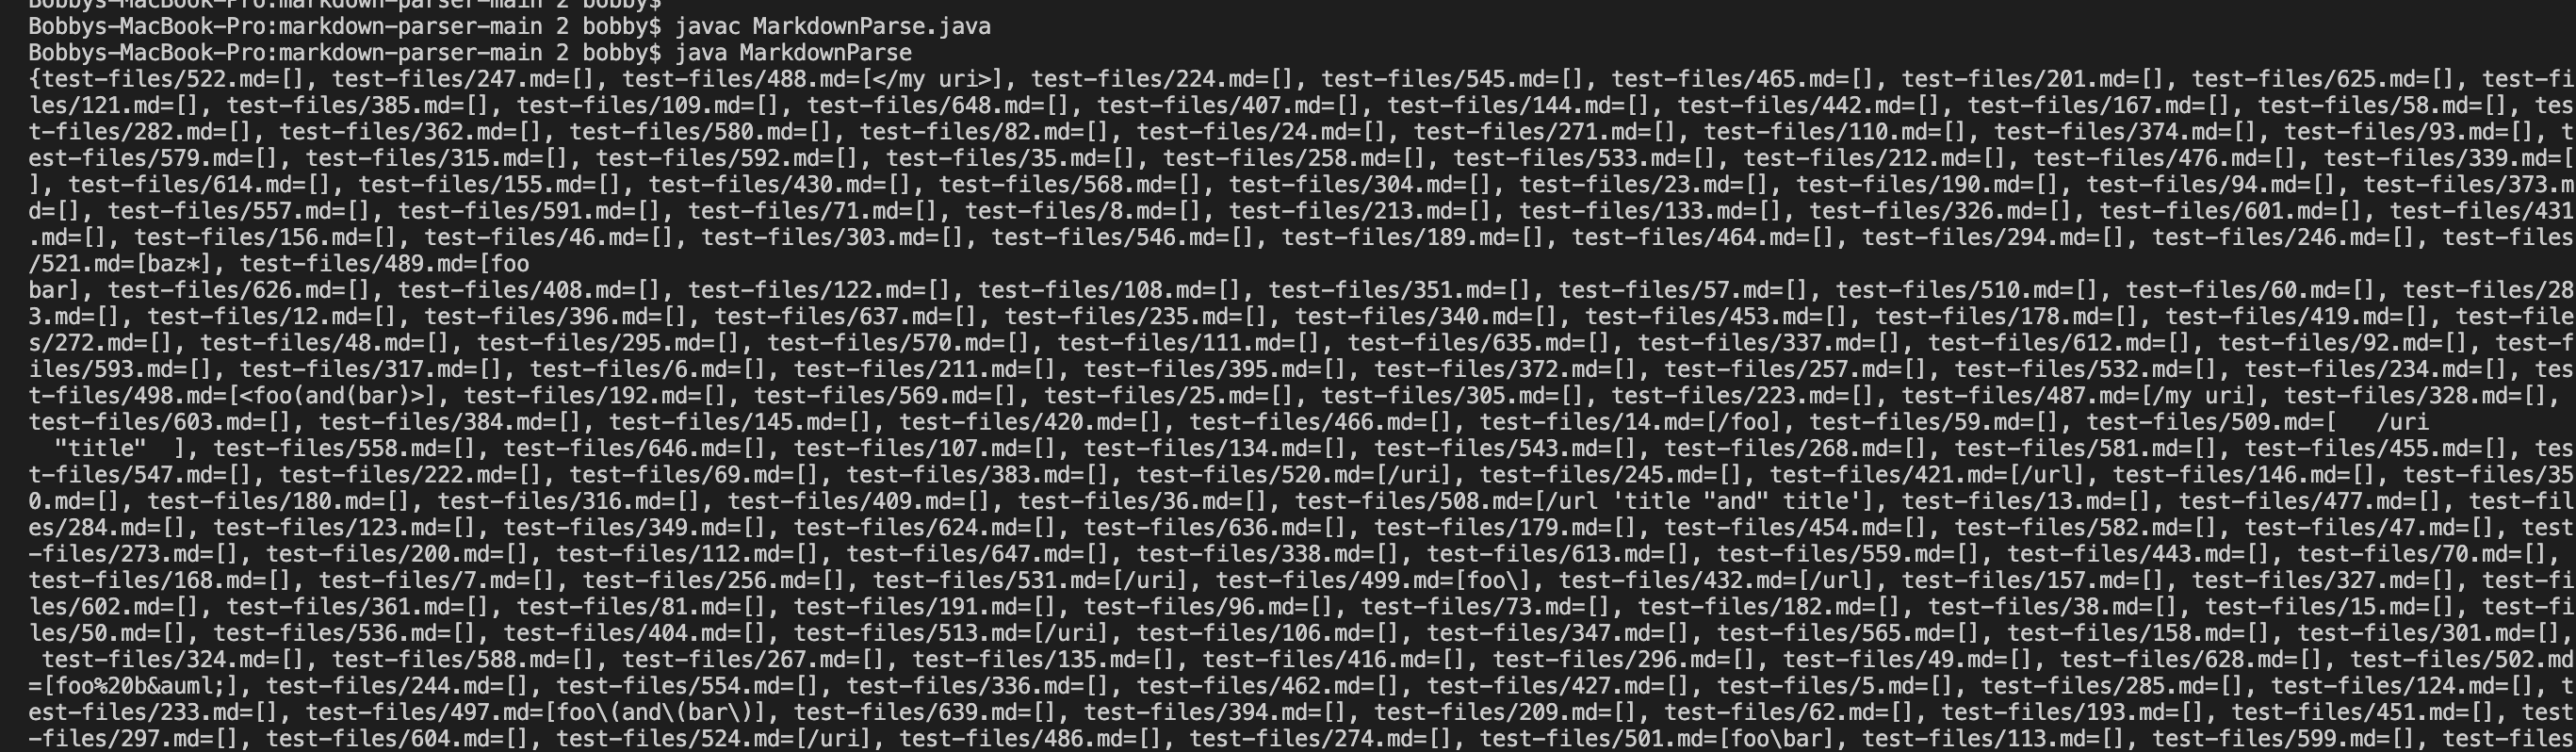 Bobbys-MacBook-Pro:markdown-parser-main 2 bobby$
Bobbys-MacBook-Pro:markdown-parser-main 2 bobby$ javac MarkdownParse.java
Bobbys-MacBook-Pro:markdown-parser-main 2 bobby$ java MarkdownParse
{test-files/522.md=[], test-files/247.md=[], test-files/488.md=[</my uri>], test-files/224.md=[], test-files/545.md=[], test-files/465.md=[], test-files/201.md=[], test-files/625.md=[], test-fi
les/121.md=[], test-files/385.md=[], test-files/109.md=[], test-files/648.md=[], test-files/407.md=[], test-files/144.md=[], test-files/442.md=[], test-files/167.md=[], test-files/58.md=[], tes
t-files/282.md=[], test-files/362.md=[], test-files/580.md=[], test-files/82.md=[], test-files/24.md=[], test-files/271.md=[], test-files/110.md=[], test-files/374.md=[], test-files/93.md=[], t
est-files/579.md=[], test-files/315.md=[], test-files/592.md=[], test-files/35.md=[], test-files/258.md=[], test-files/533.md=[], test-files/212.md=[], test-files/476.md=[], test-files/339.md=[
], test-files/614.md=[], test-files/155.md=[], test-files/430.md=[], test-files/568.md=[], test-files/304.md=[], test-files/23.md=[], test-files/190.md=[], test-files/94.md=[], test-files/373.m
d=[], test-files/557.md=[], test-files/591.md=[], test-files/71.md=[], test-files/8.md=[], test-files/213.md=[], test-files/133.md=[], test-files/326.md=[], test-files/601.md=[], test-files/431
.md=[], test-files/156.md=[], test-files/46.md=[], test-files/303.md=[], test-files/546.md=[], test-files/189.md=[], test-files/464.md=[], test-files/294.md=[], test-files/246.md=[], test-files
/521.md=[baz*], test-files/489.md=[foo
bar], test-files/626.md=[], test-files/408.md=[], test-files/122.md=[], test-files/108.md=[], test-files/351.md=[], test-files/57.md=[], test-files/510.md=[], test-files/60.md=[], test-files/28
3.md=[], test-files/12.md=[], test-files/396.md=[], test-files/637.md=[], test-files/235.md=[], test-files/340.md=[], test-files/453.md=[], test-files/178.md=[], test-files/419.md=[], test-file
s/272.md=[], test-files/48.md=[], test-files/295.md=[], test-files/570.md=[], test-files/111.md=[], test-files/635.md=[], test-files/337.md=[], test-files/612.md=[], test-files/92.md=[], test-f
iles/593.md=[], test-files/317.md=[], test-files/6.md=[], test-files/211.md=[], test-files/395.md=[], test-files/372.md=[], test-files/257.md=[], test-files/532.md=[], test-files/234.md=[], tes
t-files/498.md=[<foo(and(bar)>], test-files/192.md=[], test-files/569.md=[], test-files/25.md=[], test-files/305.md=[], test-files/223.md=[], test-files/487.md=[/my uri], test-files/328.md=[],
test-files/603.md=[], test-files/384.md=[], test-files/145.md=[], test-files/420.md=[], test-files/466.md=[], test-files/14.md=[/foo], test-files/59.md=[], test-files/509.md=[   /uri
  "title"  ], test-files/558.md=[], test-files/646.md=[], test-files/107.md=[], test-files/134.md=[], test-files/543.md=[], test-files/268.md=[], test-files/581.md=[], test-files/455.md=[], tes
t-files/547.md=[], test-files/222.md=[], test-files/69.md=[], test-files/383.md=[], test-files/520.md=[/uri], test-files/245.md=[], test-files/421.md=[/url], test-files/146.md=[], test-files/35
0.md=[], test-files/180.md=[], test-files/316.md=[], test-files/409.md=[], test-files/36.md=[], test-files/508.md=[/url 'title "and" title'], test-files/13.md=[], test-files/477.md=[], test-fil
es/284.md=[], test-files/123.md=[], test-files/349.md=[], test-files/624.md=[], test-files/636.md=[], test-files/179.md=[], test-files/454.md=[], test-files/582.md=[], test-files/47.md=[], test
-files/273.md=[], test-files/200.md=[], test-files/112.md=[], test-files/647.md=[], test-files/338.md=[], test-files/613.md=[], test-files/559.md=[], test-files/443.md=[], test-files/70.md=[],
test-files/168.md=[], test-files/7.md=[], test-files/256.md=[], test-files/531.md=[/uri], test-files/499.md=[foo\], test-files/432.md=[/url], test-files/157.md=[], test-files/327.md=[], test-fi
les/602.md=[], test-files/361.md=[], test-files/81.md=[], test-files/191.md=[], test-files/96.md=[], test-files/73.md=[], test-files/182.md=[], test-files/38.md=[], test-files/15.md=[], test-fi
les/50.md=[], test-files/536.md=[], test-files/404.md=[], test-files/513.md=[/uri], test-files/106.md=[], test-files/347.md=[], test-files/565.md=[], test-files/158.md=[], test-files/301.md=[],
 test-files/324.md=[], test-files/588.md=[], test-files/267.md=[], test-files/135.md=[], test-files/416.md=[], test-files/296.md=[], test-files/49.md=[], test-files/628.md=[], test-files/502.md
=[foo%20b&auml;], test-files/244.md=[], test-files/554.md=[], test-files/336.md=[], test-files/462.md=[], test-files/427.md=[], test-files/5.md=[], test-files/285.md=[], test-files/124.md=[], t
est-files/233.md=[], test-files/497.md=[foo\(and\(bar\)], test-files/639.md=[], test-files/394.md=[], test-files/209.md=[], test-files/62.md=[], test-files/193.md=[], test-files/451.md=[], test
-files/297.md=[], test-files/604.md=[], test-files/524.md=[/uri], test-files/486.md=[], test-files/274.md=[], test-files/501.md=[foo\bar], test-files/113.md=[], test-files/599.md=[], test-files